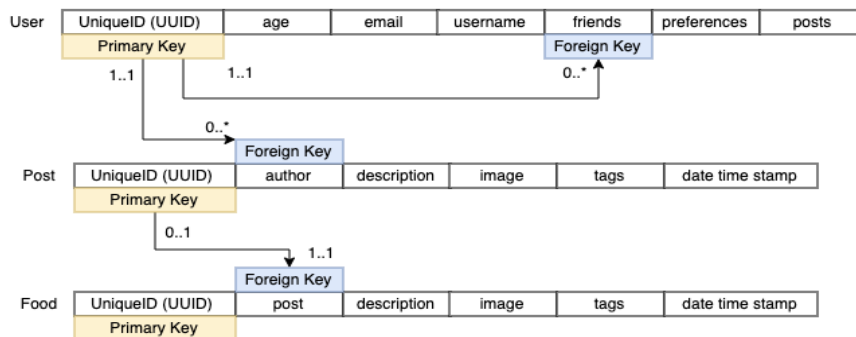 User UniqueID (UUID) age email username friends preferences posts
Primary Key Foreign Key
1..1 1..1 0..*
0..*
Foreign Key
Post UniqueID (UUID) author description image tags date time stamp
Primary Key
0..1 1..1
Foreign Key
Food UniqueID (UUID) post description image tags date time stamp
Primary Key